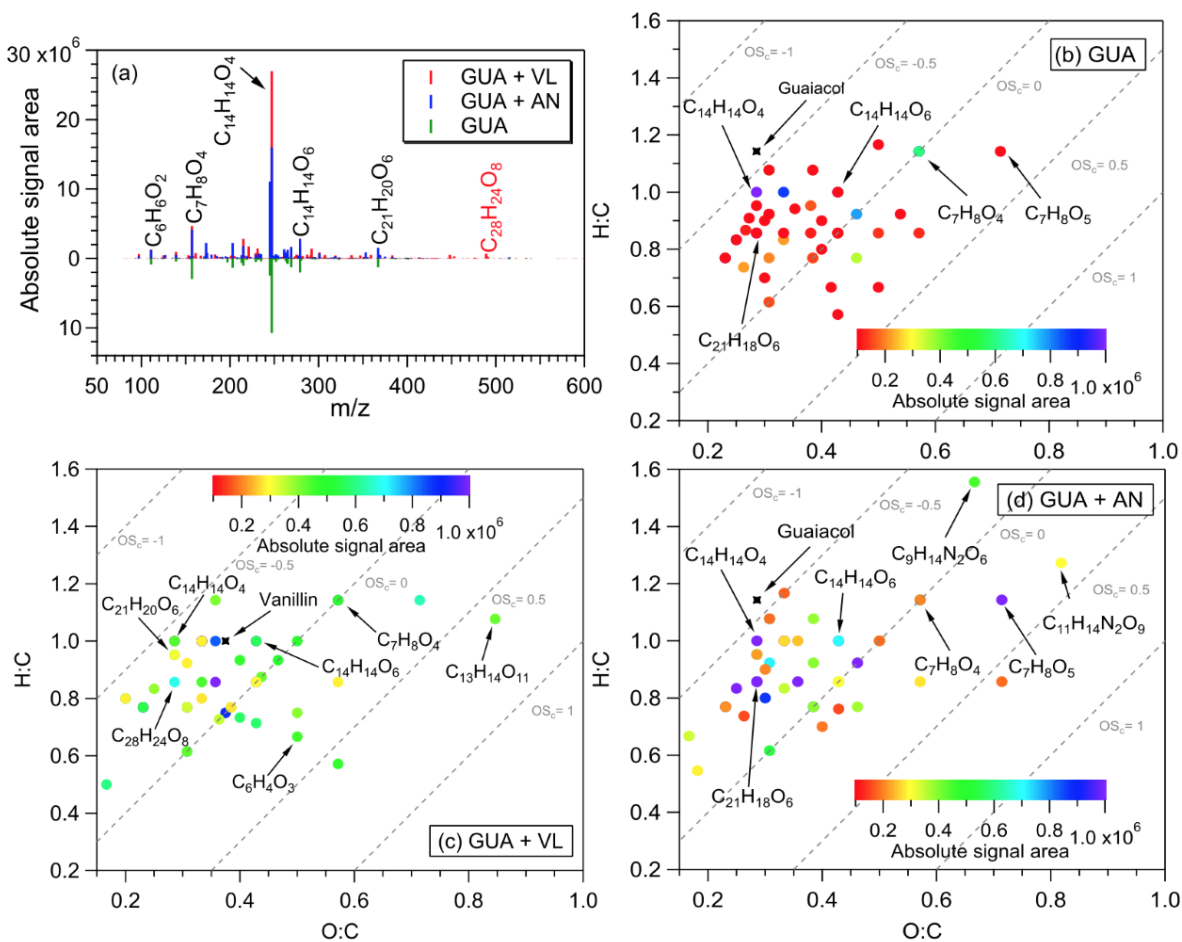 (a)
30 x10⁶
20
10
0
10
Absolute signal area
50 100 200 300 400 500 600
m/z
C₆H₆O₂
C₇H₈O₄
C₁₄H₁₄O₄
C₁₄H₁₄O₆
C₂₁H₂₀O₆
C₂₈H₂₄O₈
GUA + VL
GUA + AN
GUA
(b) GUA
1.6
1.4
1.2
1.0
0.8
0.6
0.4
0.2
H:C
OSc= -1
OSc= -0.5
OSc= 0
OSc= 0.5
OSc= 1
Guaiacol
C₁₄H₁₄O₄
C₁₄H₁₄O₆
C₇H₈O₄
C₇H₈O₅
C₂₁H₁₈O₆
0.2 0.4 0.6 0.8 1.0 x10⁶
Absolute signal area
0.2 0.4 0.6 0.8 1.0
1.6
1.4
1.2
1.0
0.8
0.6
0.4
0.2
H:C
0.2 0.4 0.6 0.8 1.0 x10⁶
Absolute signal area
OSc= -1
OSc= -0.5
OSc= 0
OSc= 0.5
OSc= 1
C₁₄H₁₄O₄
C₂₁H₂₀O₆
Vanillin
C₇H₈O₄
C₁₄H₁₄O₆
C₁₃H₁₄O₁₁
C₂₈H₂₄O₈
C₆H₄O₃
(c) GUA + VL
0.2 0.4 0.6 0.8 1.0
O:C
(d) GUA + AN
1.6
1.4
1.2
1.0
0.8
0.6
0.4
0.2
H:C
OSc= -1
OSc= -0.5
OSc= 0
OSc= 0.5
OSc= 1
Guaiacol
C₁₄H₁₄O₄
C₉H₁₄N₂O₆
C₁₄H₁₄O₆
C₁₁H₁₄N₂O₉
C₇H₈O₄
C₇H₈O₅
C₂₁H₁₈O₆
0.2 0.4 0.6 0.8 1.0 x10⁶
Absolute signal area
0.2 0.4 0.6 0.8 1.0
O:C